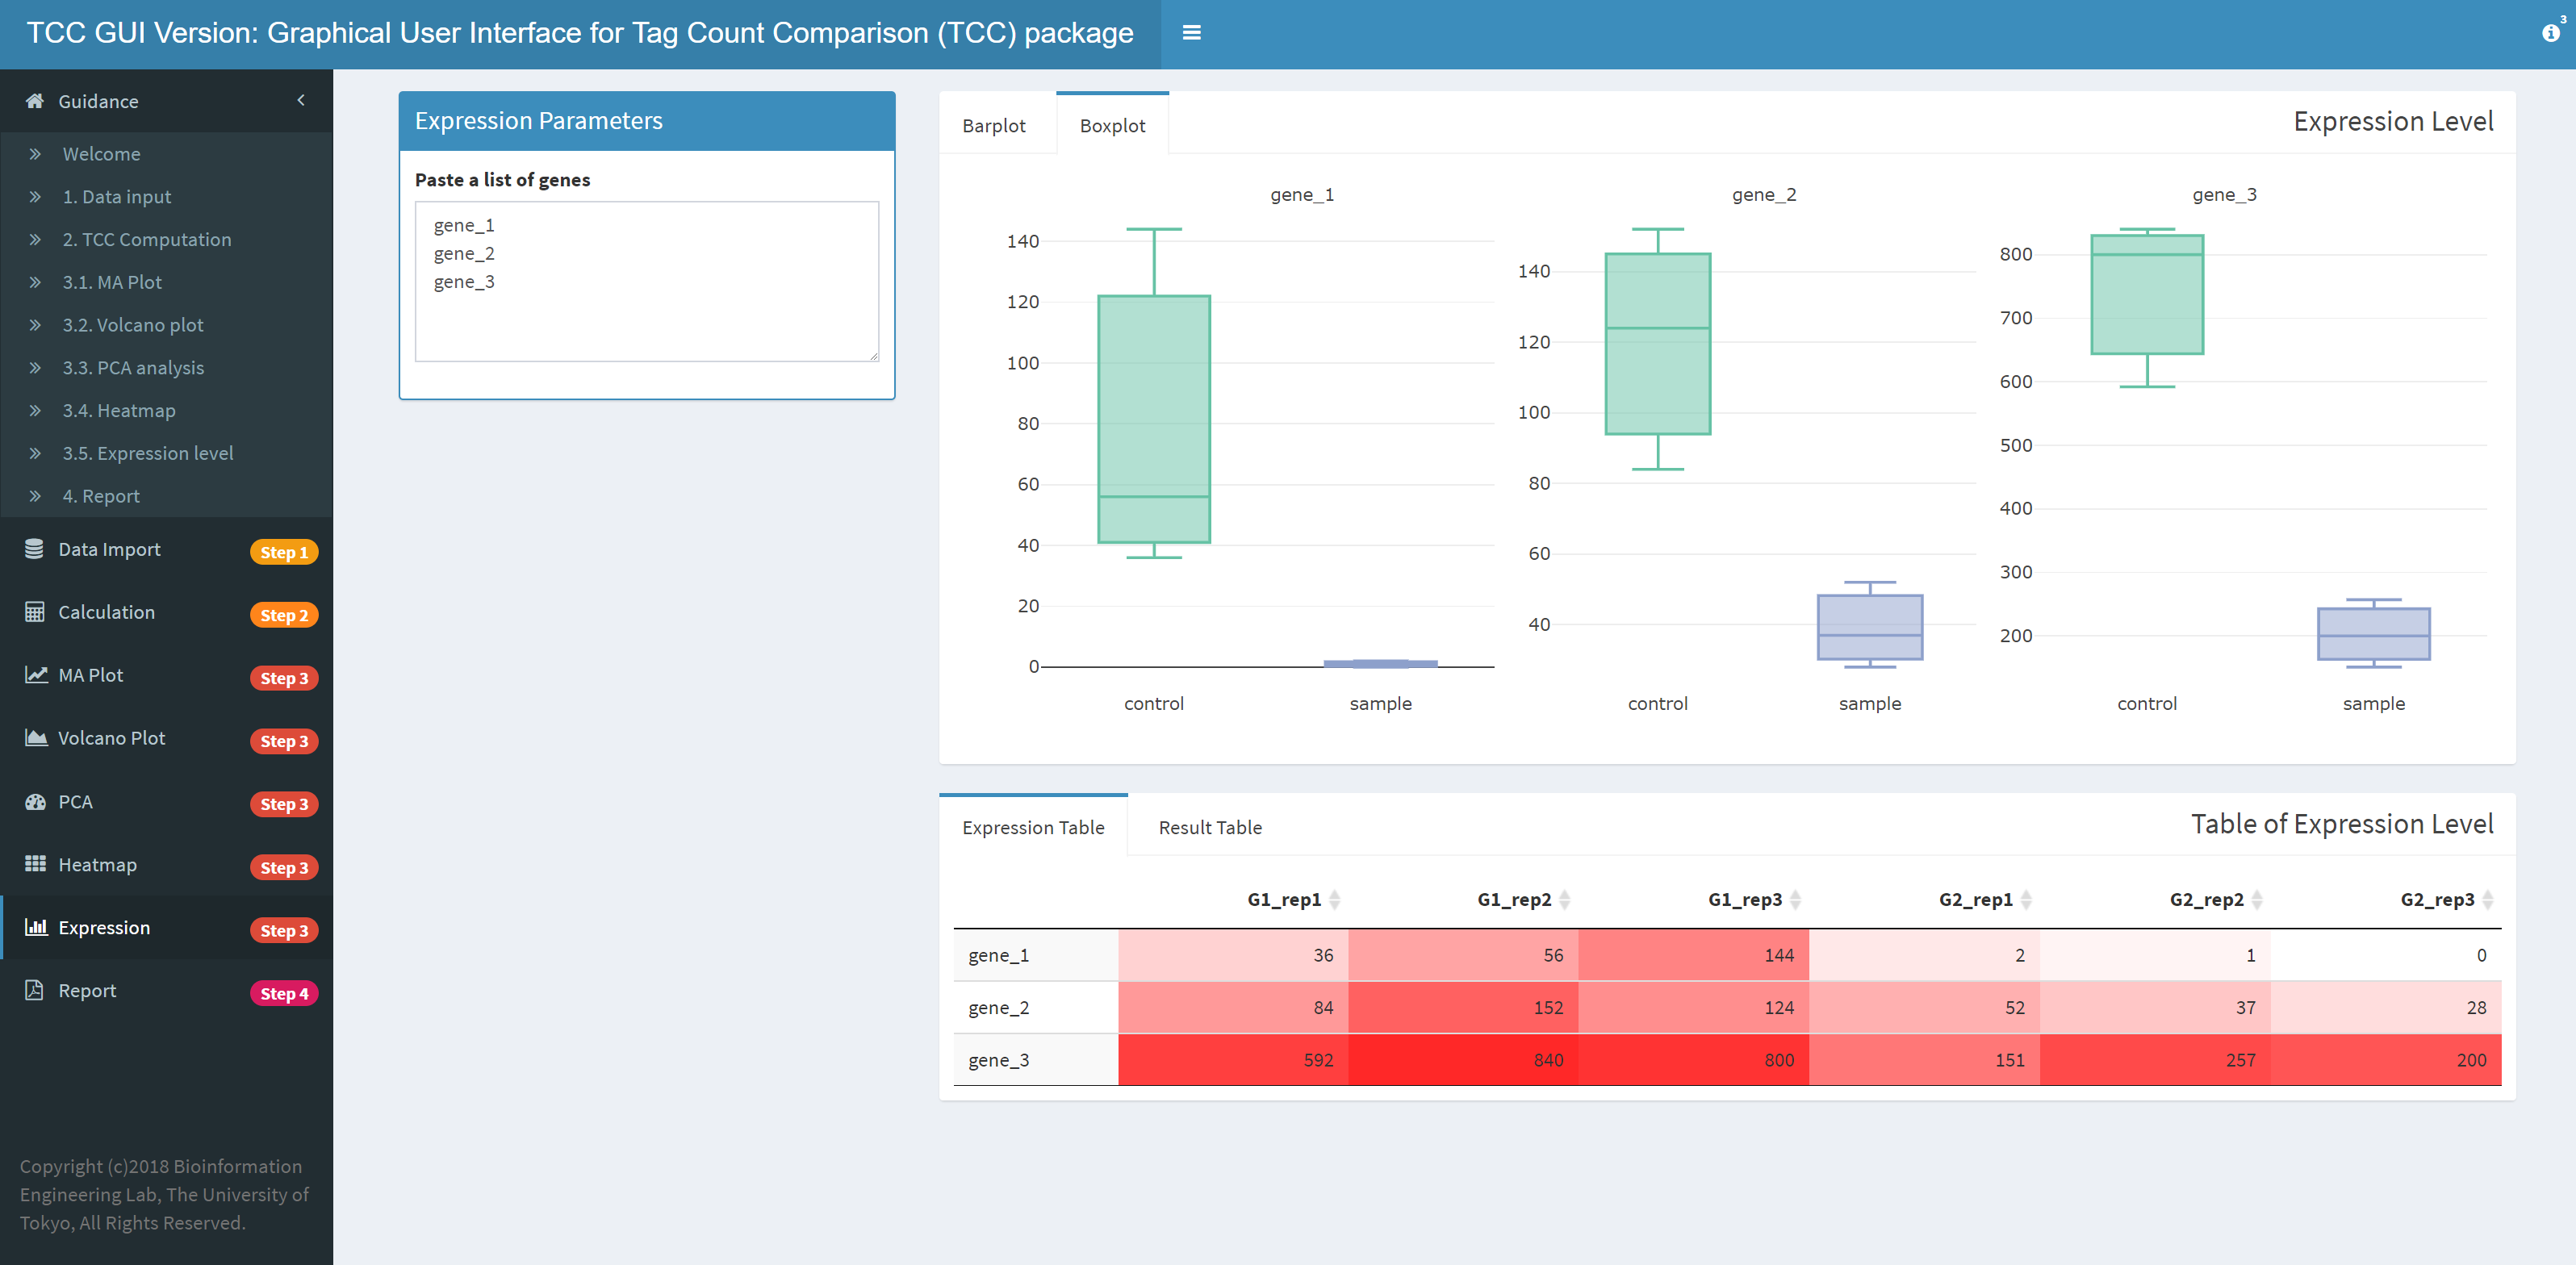 TCC GUI Version: Graphical User Interface for Tag Count Comparison (TCC) package
3
Guidance
Welcome
1. Data input
2. TCC Computation
3.1. MA Plot
3.2. Volcano plot
3.3. PCA analysis
3.4. Heatmap
3.5. Expression level
4. Report
Data Import Step 1
Calculation Step 2
MA Plot Step 3
Volcano Plot Step 3
PCA Step 3
Heatmap Step 3
Expression Step 3
Report Step 4
Copyright (c)2018 Bioinformation
Engineering Lab, The University of
Tokyo, All Rights Reserved.
Expression Parameters
Paste a list of genes
gene_1
gene_2
gene_3
Barplot Boxplot Expression Level
gene_1
140
120
100
80
60
40
20
0
control sample
gene_2
140
120
100
80
60
40
control sample
gene_3
800
700
600
500
400
300
200
control sample
Expression Table Result Table Table of Expression Level
G1_rep1 G1_rep2 G1_rep3 G2_rep1 G2_rep2 G2_rep3
gene_1 36 56 144 2 1 0
gene_2 84 152 124 52 37 28
gene_3 592 840 800 151 257 200